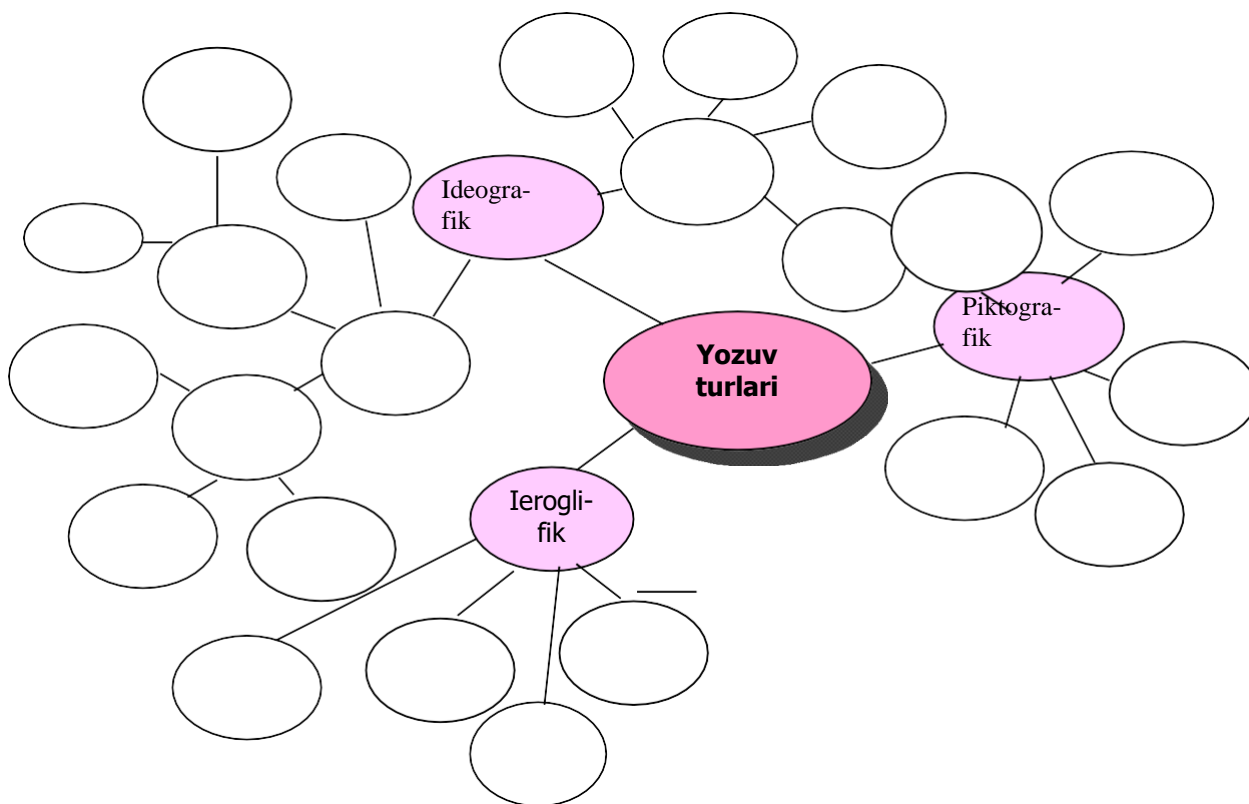 Ideogra-
fik
Piktogra-
fik
Yozuv
turlari
Ierogli-
fik